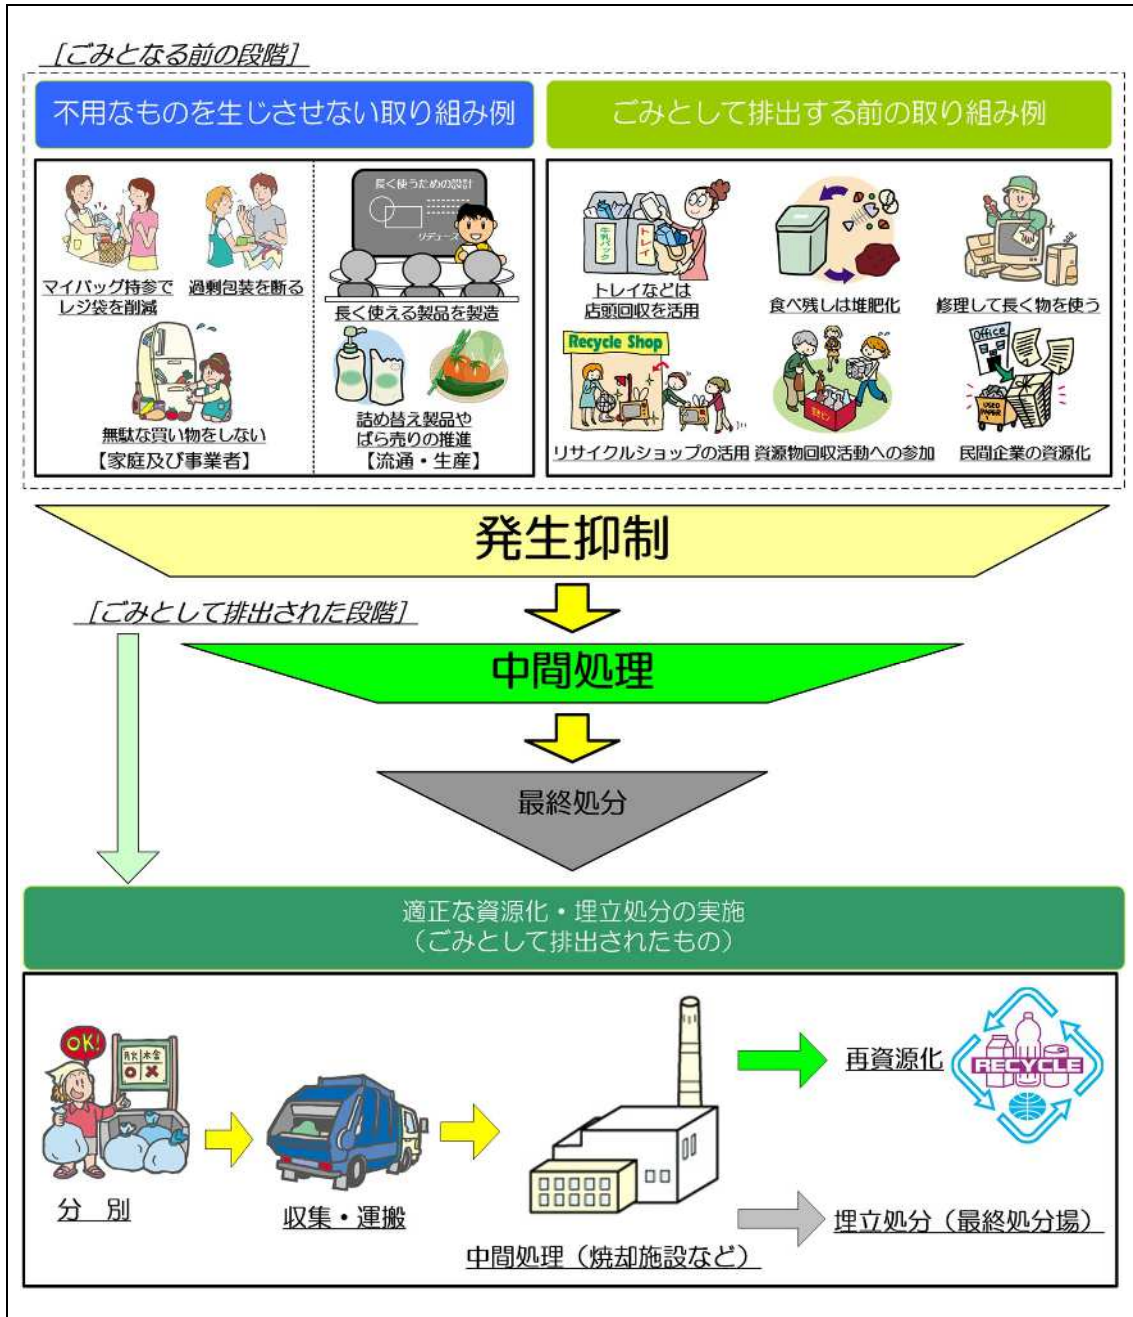 [ごみとなる前の段階]
不用なものを生じさせない取り組み例
ごみとして排出する前の取り組み例
マイバッグ持参で
レジ袋を削減
過剰包装を断る
長く使うための設計
リデュース
長く使える製品を製造
無駄な買い物をしない
【家庭及び事業者】
詰め替え製品や
ばら売りの推進
【流通・生産】
牛乳パック
トレイ
トレイなどは
店頭回収を活用
食べ残しは堆肥化
修理して長く物を使う
Recycle Shop
リサイクルショップの活用
資源物回収活動への参加
Office
USED
PAPER
民間企業の資源化
発生抑制
[ごみとして排出された段階]
中間処理
最終処分
適正な資源化・埋立処分の実施
（ごみとして排出されたもの）
OK!
分 別
収集・運搬
中間処理（焼却施設など）
再資源化
RECYCLE
埋立処分（最終処分場）